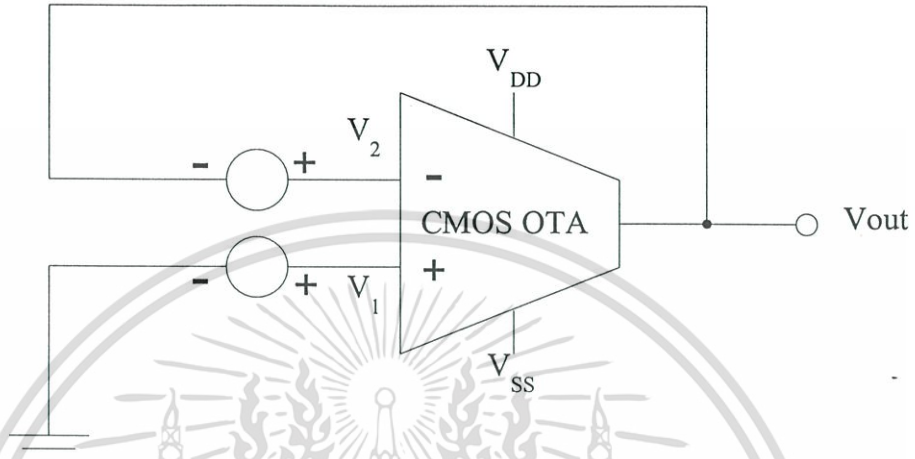 V_DD
V_2
- +
-
CMOS OTA
Vout
+
- +
V_1
V_SS